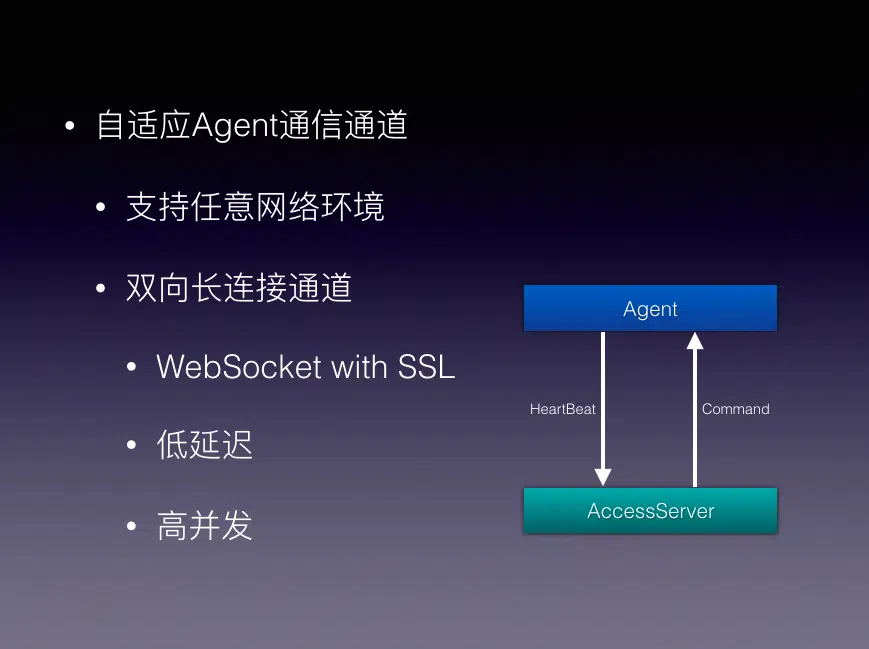 自适应Agent通信通道
支持任意网络环境
双向长连接通道
WebSocket with SSL
低延迟
高并发
Agent
HeartBeat
Command
AccessServer